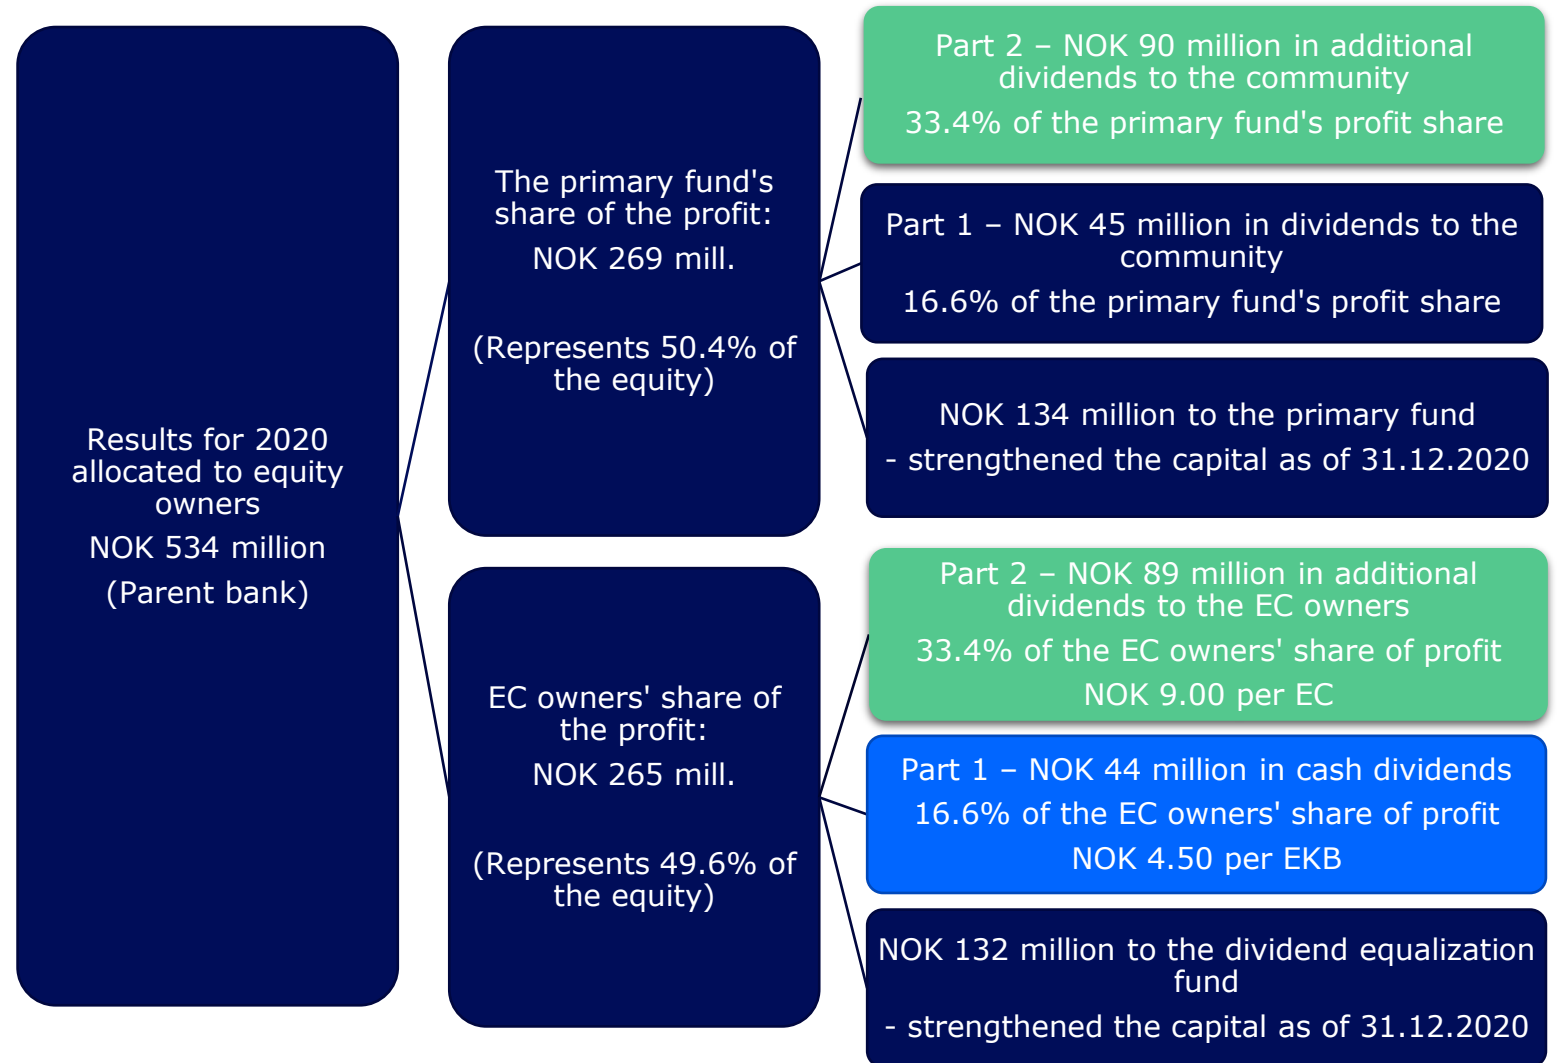 Results for 2020
allocated to equity
owners
NOK 534 million
(Parent bank)
The primary fund's
share of the profit:
NOK 269 mill.
(Represents 50.4% of
the equity)
Part 2 – NOK 90 million in additional
dividends to the community
33.4% of the primary fund's profit share
Part 1 – NOK 45 million in dividends to the
community
16.6% of the primary fund's profit share
NOK 134 million to the primary fund
- strengthened the capital as of 31.12.2020
EC owners' share of
the profit:
NOK 265 mill.
(Represents 49.6% of
the equity)
Part 2 – NOK 89 million in additional
dividends to the EC owners
33.4% of the EC owners' share of profit
NOK 9.00 per EC
Part 1 – NOK 44 million in cash dividends
16.6% of the EC owners' share of profit
NOK 4.50 per EKB
NOK 132 million to the dividend equalization
fund
- strengthened the capital as of 31.12.2020